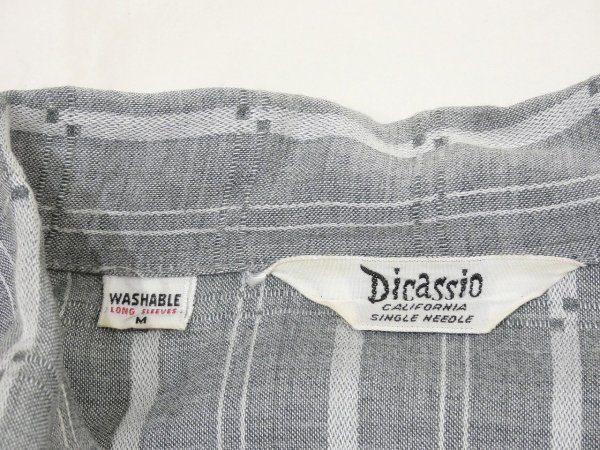 WASHABLE
LONG SLEEVES
M
Dicassio
CALIFORNIA
SINGLE NEEDLE